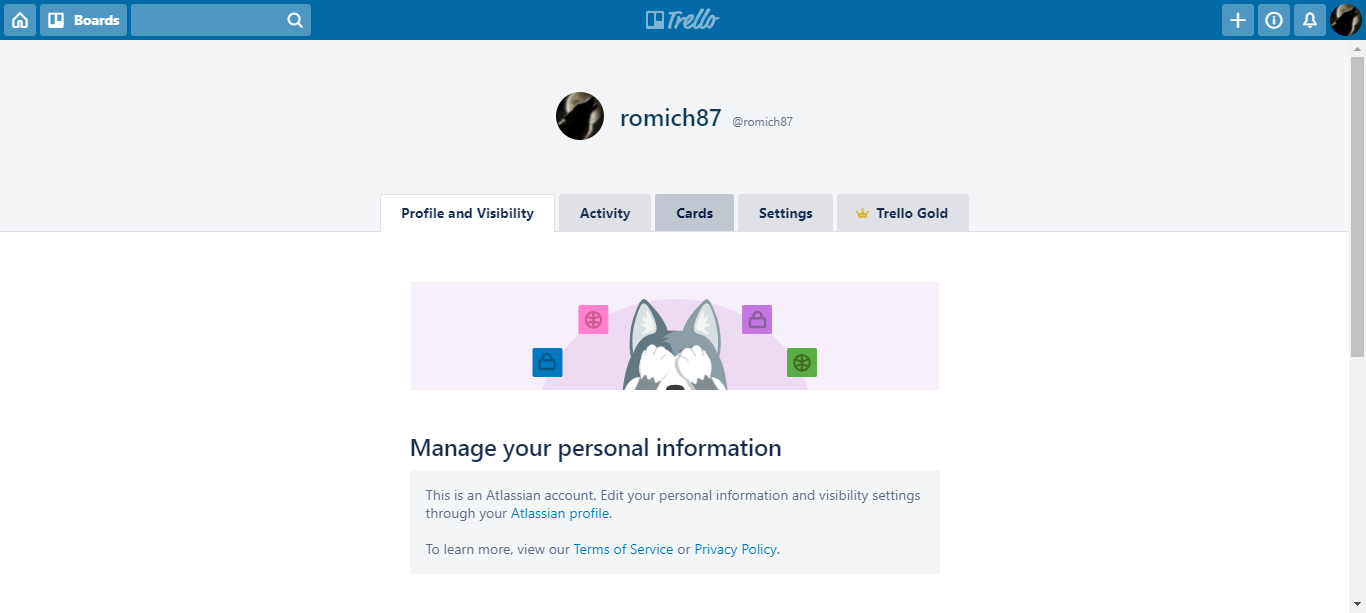 Boards
Trello
romich87 @romich87
Profile and Visibility Activity Cards Settings Trello Gold
Manage your personal information
This is an Atlassian account. Edit your personal information and visibility settings
through your Atlassian profile.
To learn more, view our Terms of Service or Privacy Policy.